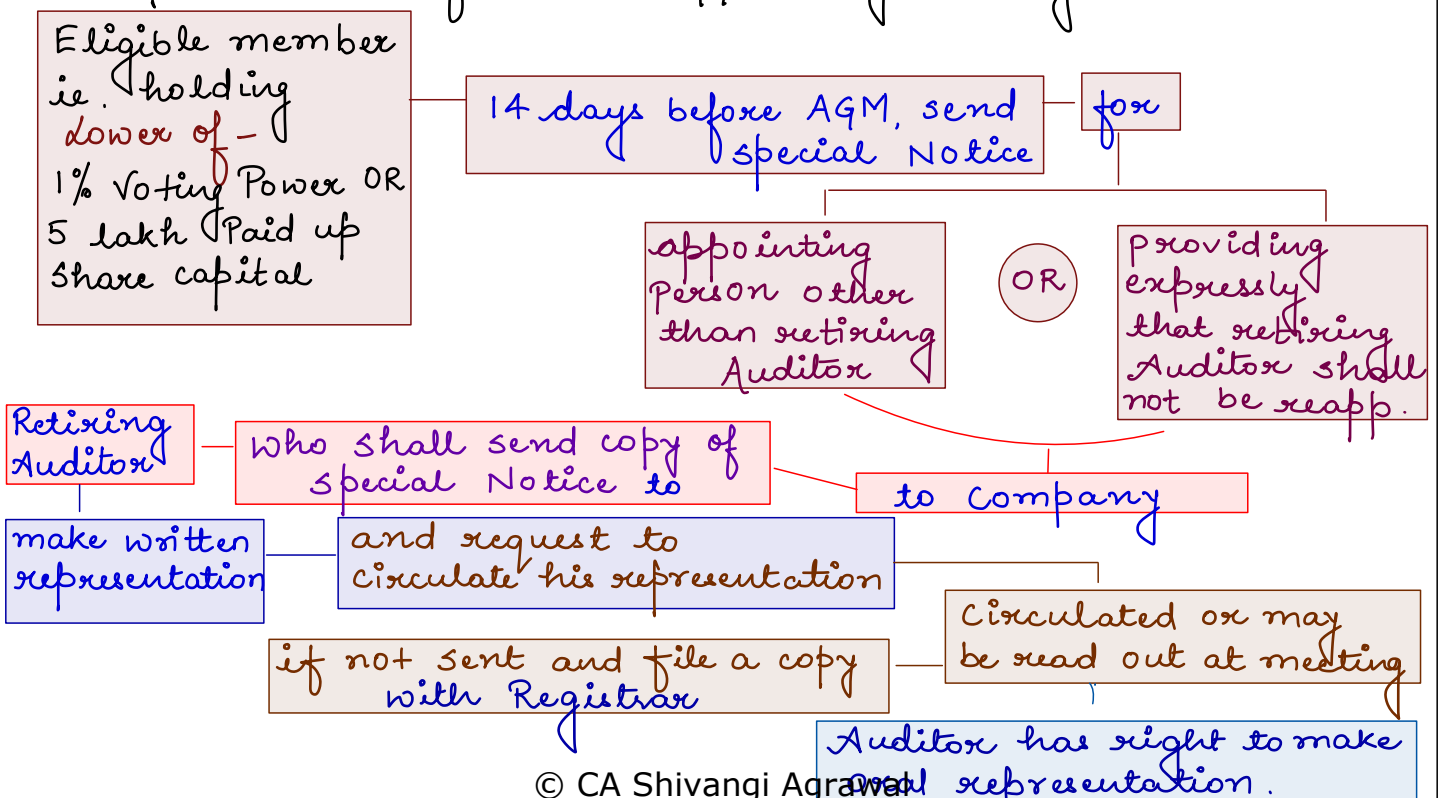 Eligible member
ie. holding
Lower of -
1% Voting Power OR
5 lakh Paid up
Share capital
14 days before AGM, send
special Notice
for
appointing
Person other
than retiring
Auditor
OR
Providing
expressly
that retiring
Auditor shall
not be reapp.
to Company
who shall send copy of
special Notice to
Retiring
Auditor
make written
representation
and request to
circulate his representation
Circulated or may
be read out at meeting
if not sent and file a copy
with Registrar
Auditor has right to make
oral representation.
© CA Shivangi Agrawal